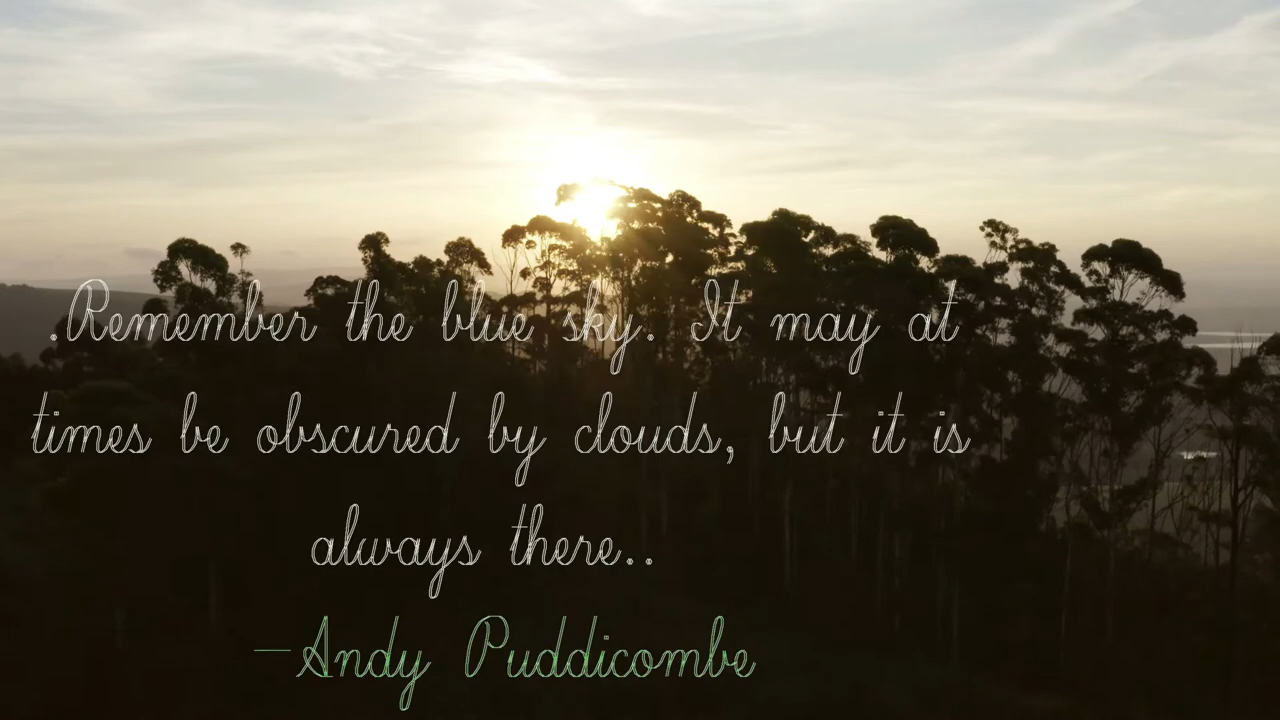 .Remember the blue sky. It may at
times be obscured by clouds, but it is
always there..
—Andy Puddicombe